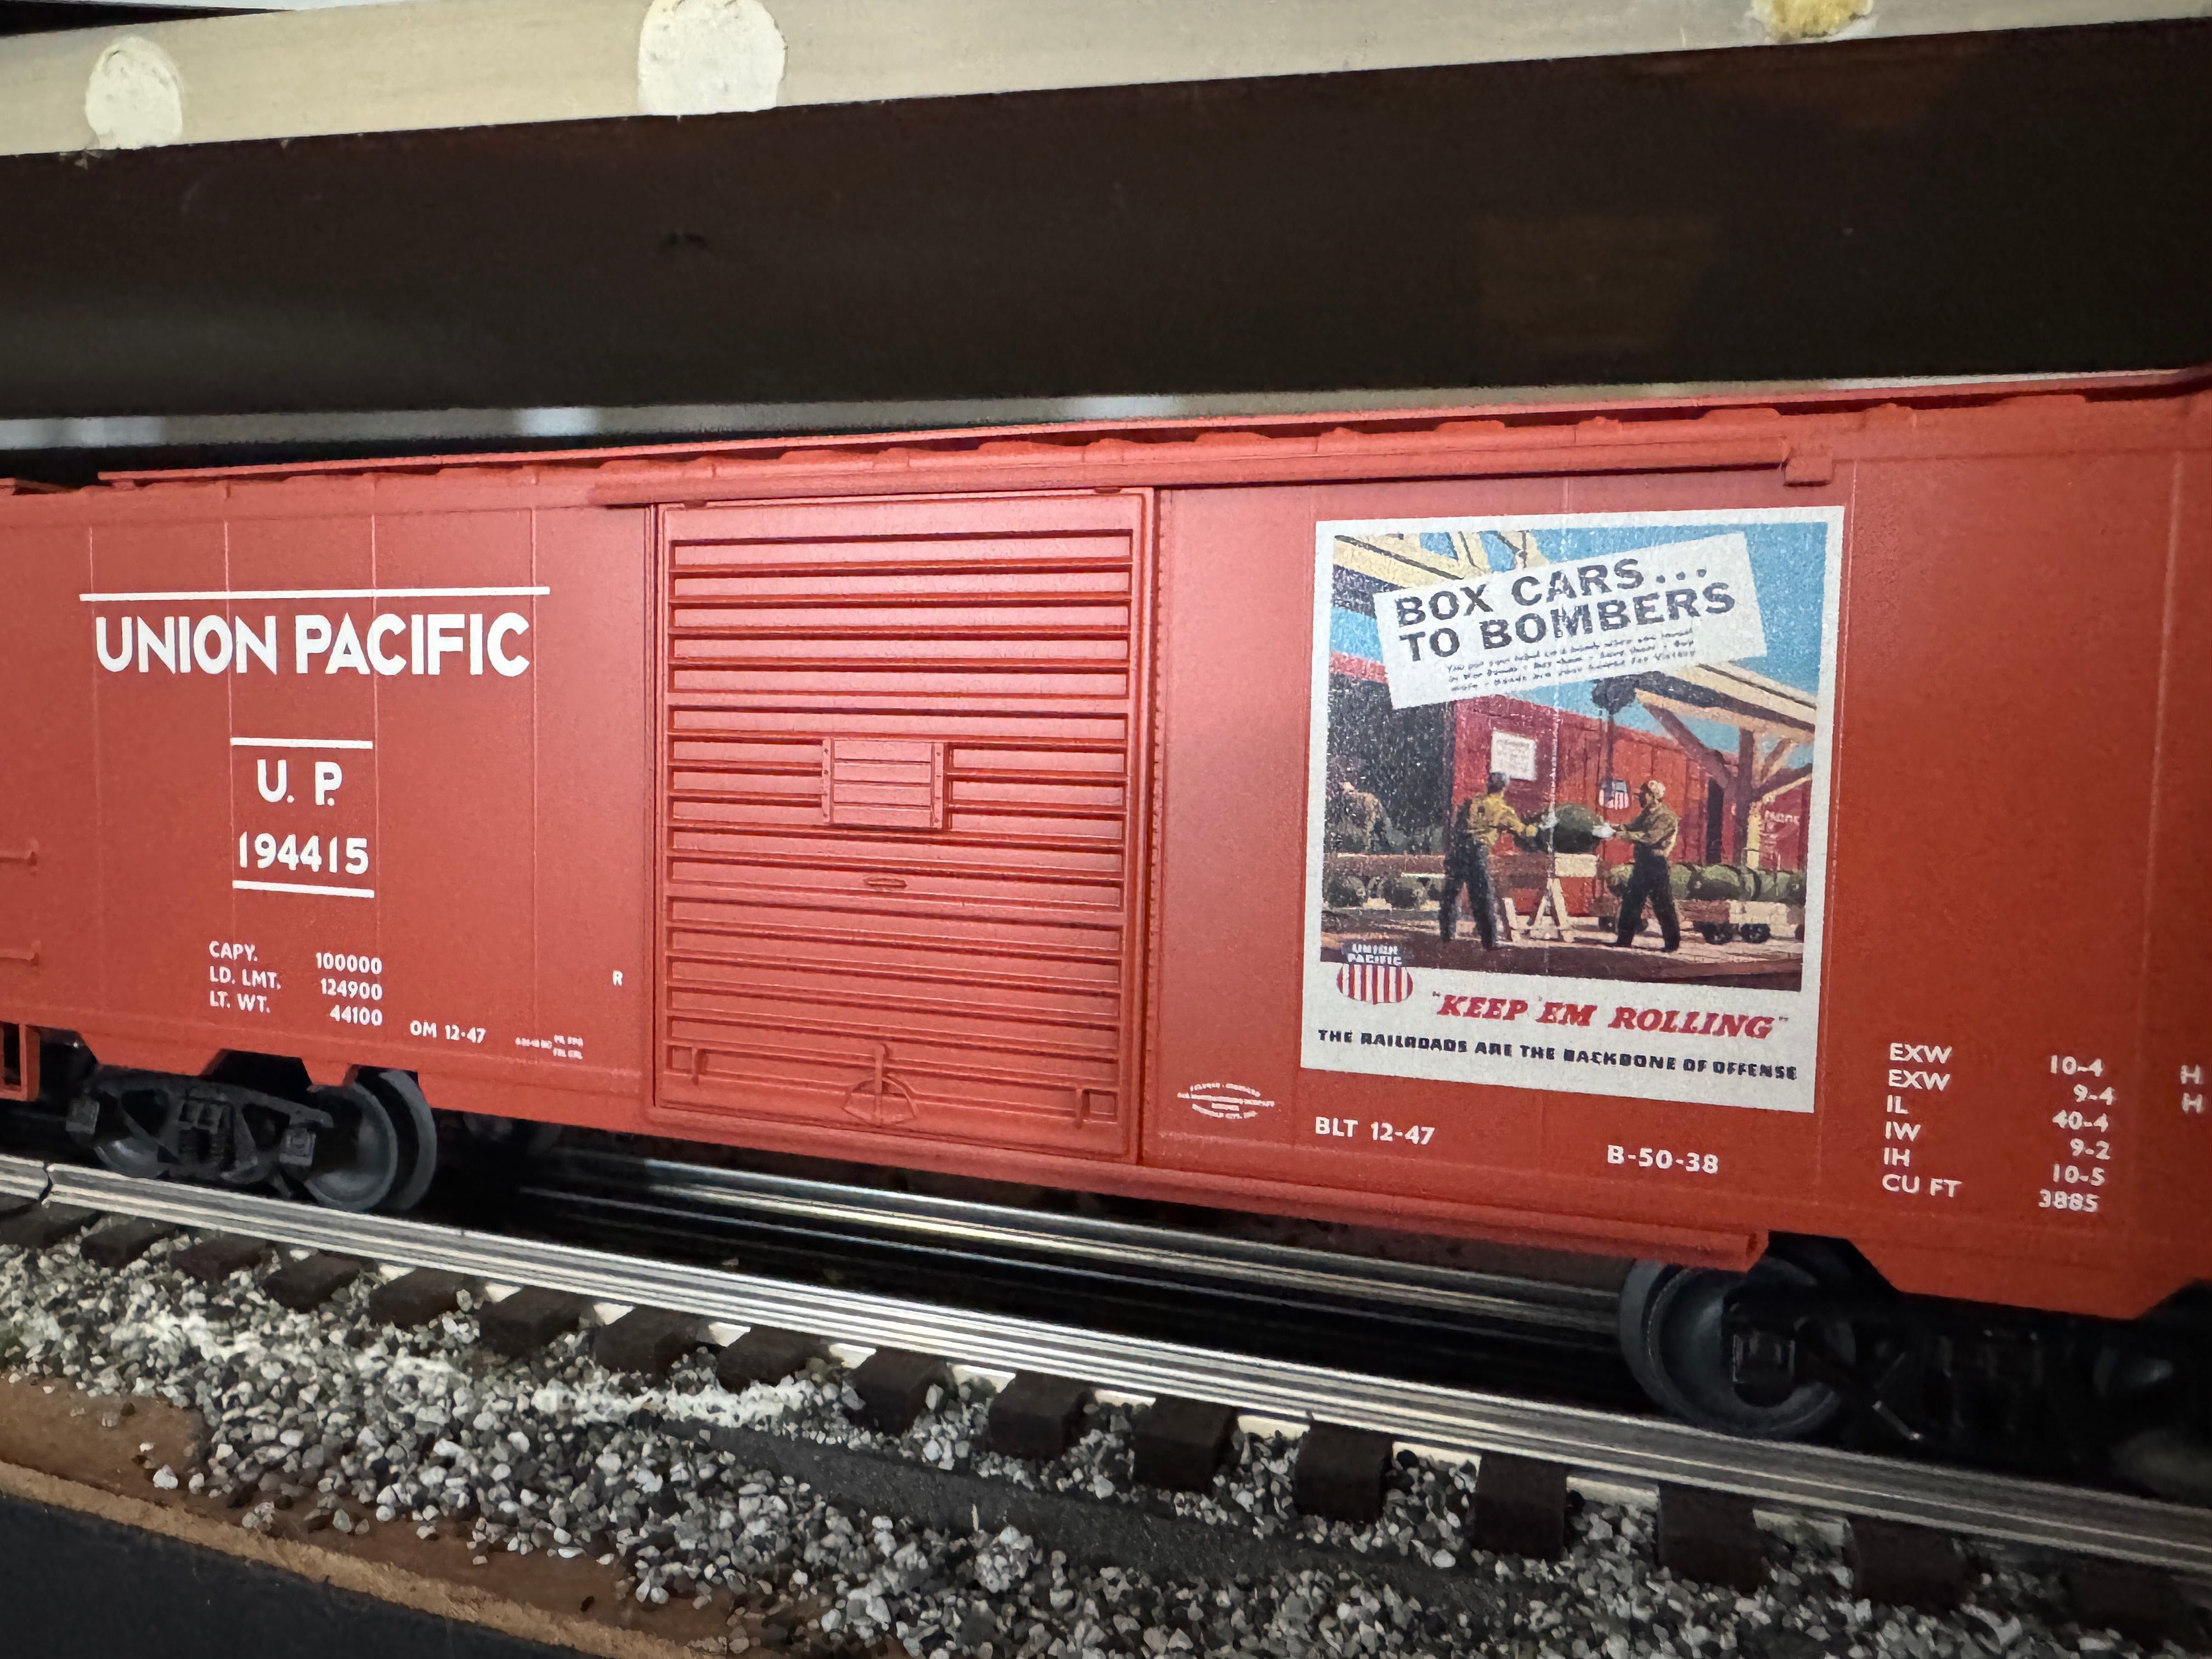 UNION PACIFIC
U. P.
194415
CAPY. 100000
LD. LMT. 124900
LT. WT. 44100
OM 12-47
R
BOX CARS...
TO BOMBERS
UNION
PACIFIC
"KEEP 'EM ROLLING"
THE RAILROADS ARE THE BACKBONE OF OFFENSE
BLT 12-47
B-50-38
EXW 10-4 H
EXW 9-4 H
IL 40-4
IW 9-2
IH 10-5
CU FT 3885